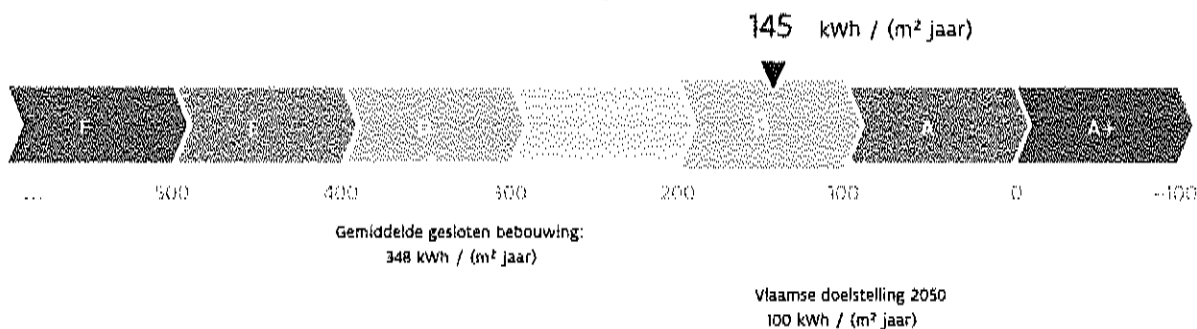 145 kWh / (m² jaar)
F E A A+
... 500 400 300 200 100 0 -100
Gemiddelde gesloten bebouwing:
348 kWh / (m² jaar)
Vlaamse doelstelling 2050
100 kWh / (m² jaar)